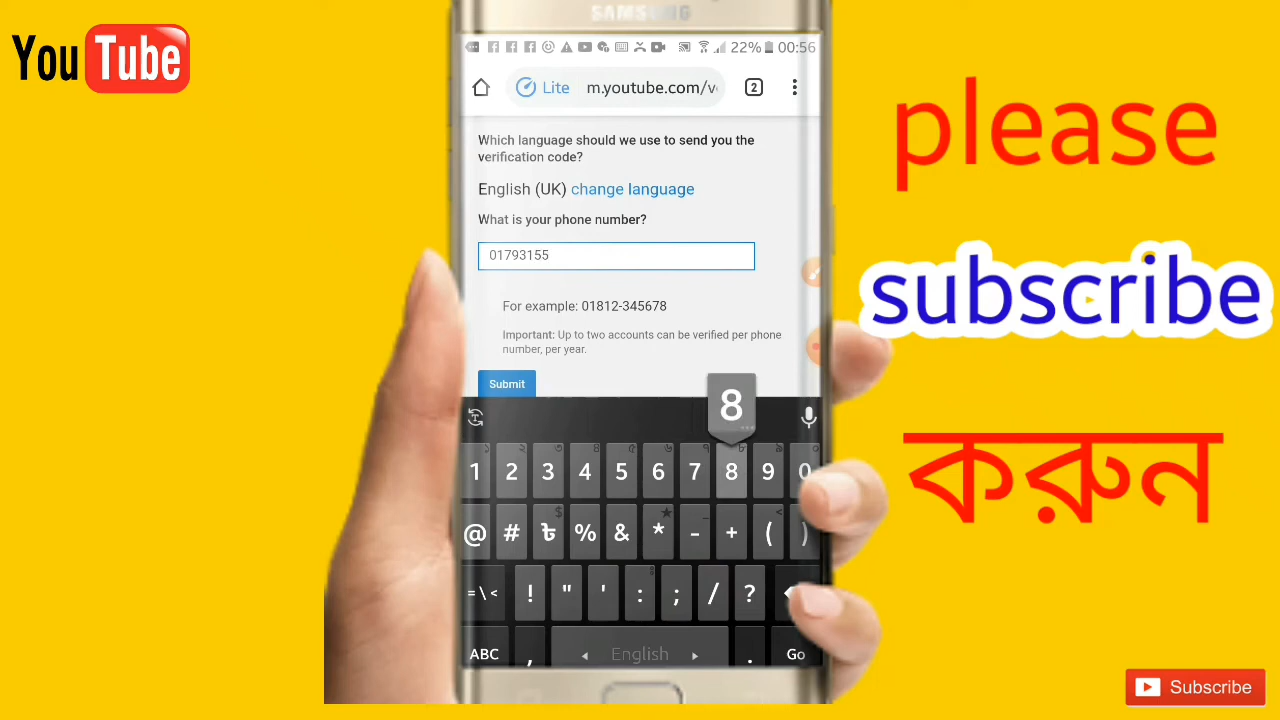 You Tube
SAMSUNG
22% 00:56
Lite m.youtube.com/v 2
Which language should we use to send you the
verification code?
English (UK) change language
What is your phone number?
01793155
For example: 01812-345678
Important: Up to two accounts can be verified per phone
number, per year.
Submit
8
1 2 3 4 5 6 7 8 9 0
@ # ৳ % & * - + ( )
= \ < ! " ' : ; / ?
ABC , English . Go
please
subscribe
করুন
Subscribe